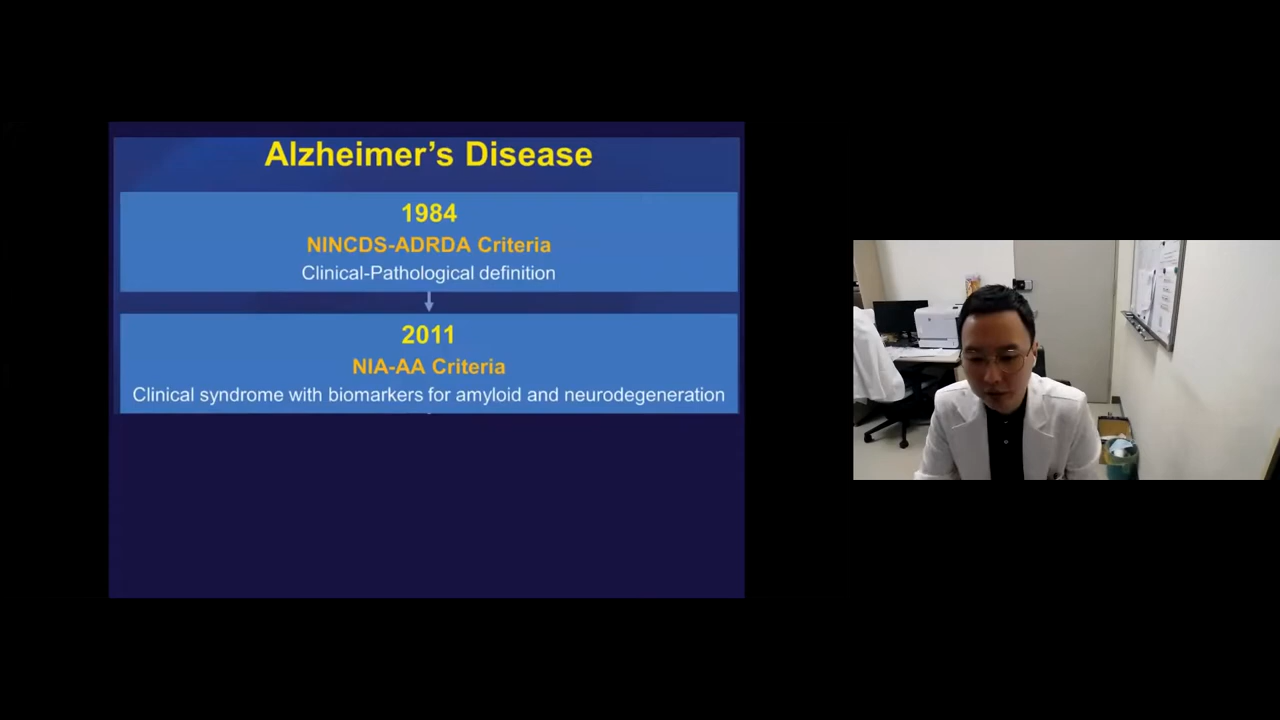 Alzheimer’s Disease
1984
NINCDS-ADRDA Criteria
Clinical-Pathological definition
2011
NIA-AA Criteria
Clinical syndrome with biomarkers for amyloid and neurodegeneration